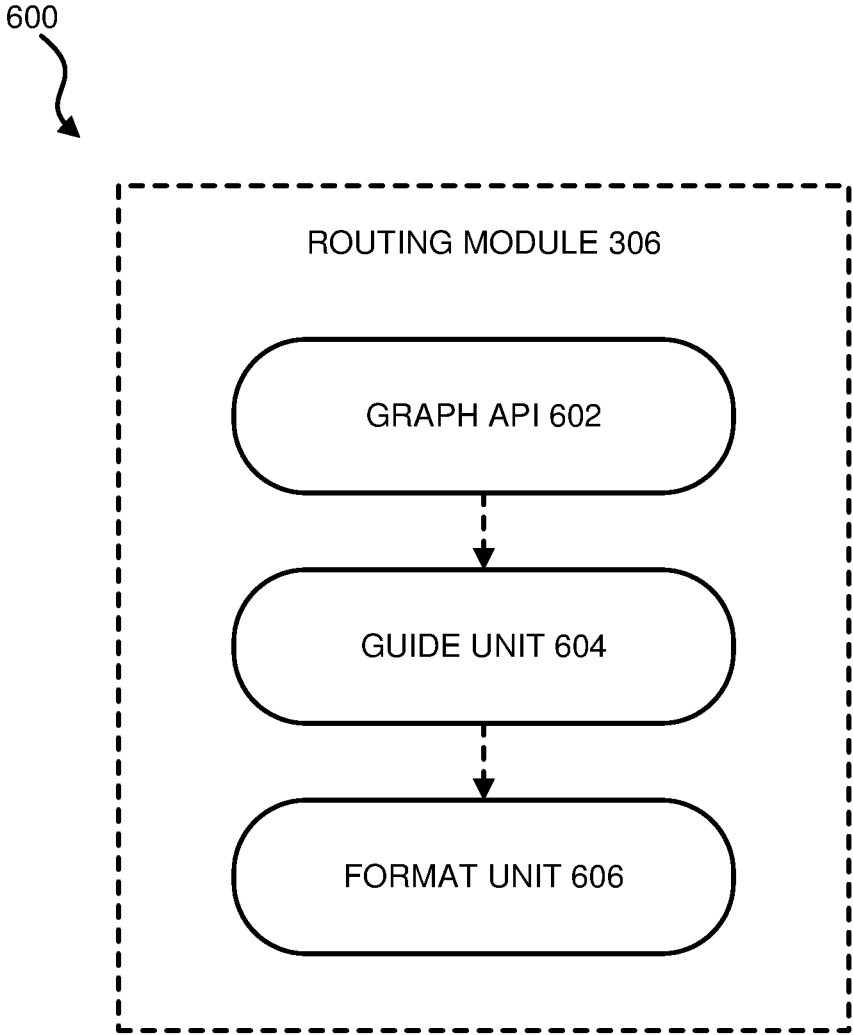 600
ROUTING MODULE 306
GRAPH API 602
GUIDE UNIT 604
FORMAT UNIT 606